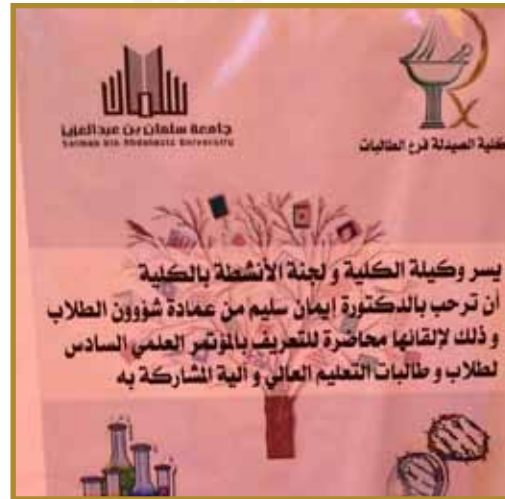 جامعة سلمان بن عبدالعزيز
Salman bin Abdulaziz University
كلية الصيدلة فرع الطالبات
يسر وكيلة الكلية و لجنة الأنشطة بالكلية
أن ترحب بالدكتورة ايمان سليم من عمادة شؤوون الطلاب
و ذلك لإلقائها محاضرة للتعريف بالمؤتمر العلمي السادس
لطلاب و طالبات التعليم العالي و آلية المشاركة به